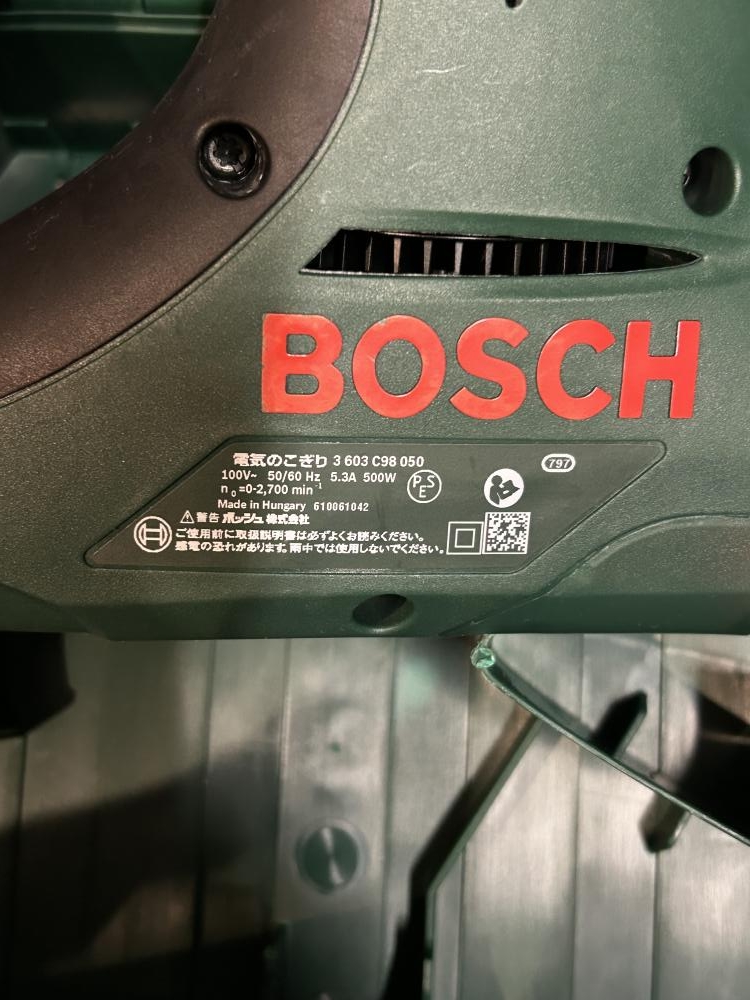 BOSCH
電気のこぎり 3 603 C98 050
100V~ 50/60 Hz 5.3A 500W
n₀=0-2,700 min⁻¹
PSE
797
Made in Hungary 610061042
⚠警告 ボッシュ株式会社
ご使用前に取扱説明書は必ずよくお読みください。
感電の恐れがあります。雨中では使用しないでください。